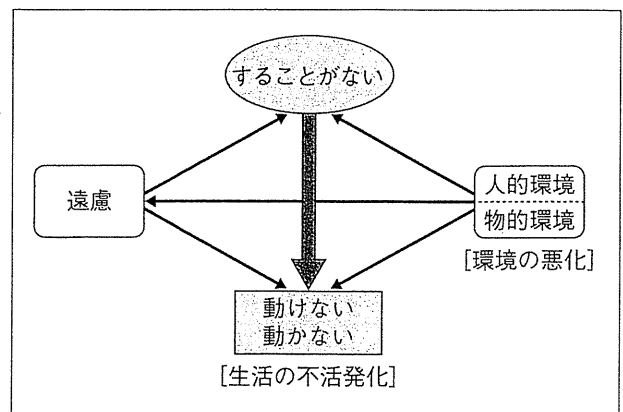 することがない
遠慮
人的環境
物的環境
[環境の悪化]
動けない
動かない
[生活の不活発化]